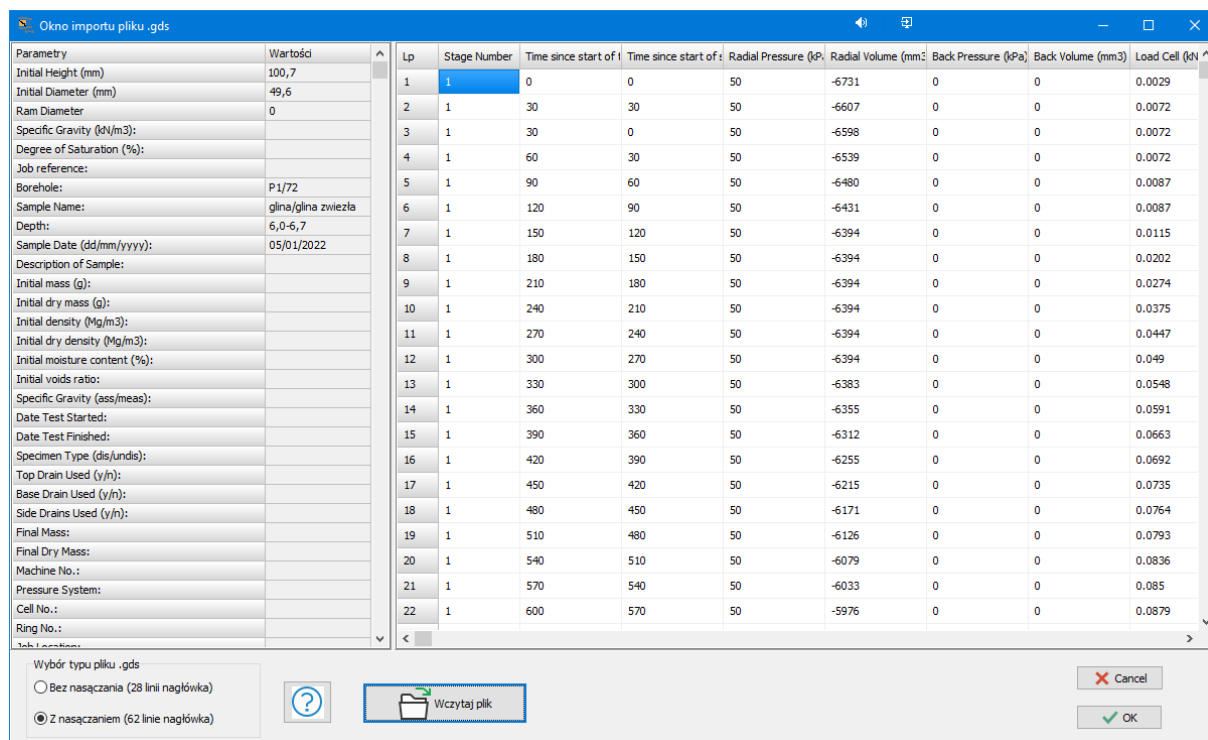 Okno importu pliku .gds
Parametry Wartości
Initial Height (mm) 100,7
Initial Diameter (mm) 49,6
Ram Diameter 0
Specific Gravity (kN/m3):
Degree of Saturation (%):
Job reference:
Borehole: P1/72
Sample Name: glina/glina zwiezła
Depth: 6,0-6,7
Sample Date (dd/mm/yyyy): 05/01/2022
Description of Sample:
Initial mass (g):
Initial dry mass (g):
Initial density (Mg/m3):
Initial dry density (Mg/m3):
Initial moisture content (%):
Initial voids ratio:
Specific Gravity (ass/meas):
Date Test Started:
Date Test Finished:
Specimen Type (dis/undis):
Top Drain Used (y/n):
Base Drain Used (y/n):
Side Drains Used (y/n):
Final Mass:
Final Dry Mass:
Machine No.:
Pressure System:
Cell No.:
Ring No.:
Job Location:
Lp Stage Number Time since start of t Time since start of s Radial Pressure (kPa Radial Volume (mm3 Back Pressure (kPa) Back Volume (mm3) Load Cell (kN
1 1 0 0 50 -6731 0 0 0.0029
2 1 30 30 50 -6607 0 0 0.0072
3 1 30 0 50 -6598 0 0 0.0072
4 1 60 30 50 -6539 0 0 0.0072
5 1 90 60 50 -6480 0 0 0.0087
6 1 120 90 50 -6431 0 0 0.0087
7 1 150 120 50 -6394 0 0 0.0115
8 1 180 150 50 -6394 0 0 0.0202
9 1 210 180 50 -6394 0 0 0.0274
10 1 240 210 50 -6394 0 0 0.0375
11 1 270 240 50 -6394 0 0 0.0447
12 1 300 270 50 -6394 0 0 0.049
13 1 330 300 50 -6383 0 0 0.0548
14 1 360 330 50 -6355 0 0 0.0591
15 1 390 360 50 -6312 0 0 0.0663
16 1 420 390 50 -6255 0 0 0.0692
17 1 450 420 50 -6215 0 0 0.0735
18 1 480 450 50 -6171 0 0 0.0764
19 1 510 480 50 -6126 0 0 0.0793
20 1 540 510 50 -6079 0 0 0.0836
21 1 570 540 50 -6033 0 0 0.085
22 1 600 570 50 -5976 0 0 0.0879
Wybór typu pliku .gds
Bez nasączania (28 linii nagłówka)
Z nasączaniem (62 linie nagłówka)
Wczytaj plik
Cancel
OK